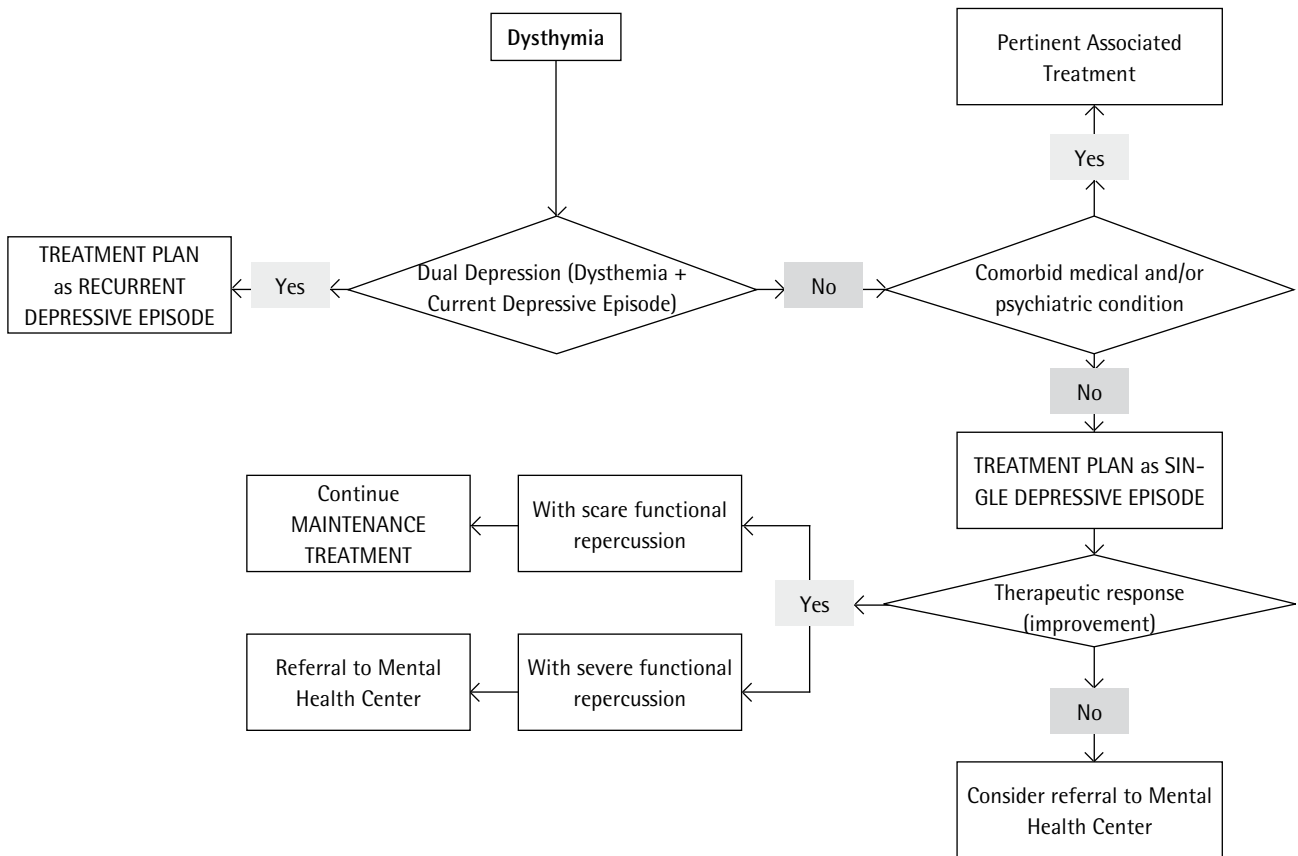 Dysthymia
Pertinent Associated
Treatment
Yes
TREATMENT PLAN
as RECURRENT
DEPRESSIVE EPISODE
Yes
Dual Depression (Dysthemia +
Current Depressive Episode)
No
Comorbid medical and/or
psychiatric condition
No
TREATMENT PLAN as SIN-
GLE DEPRESSIVE EPISODE
Continue
MAINTENANCE
TREATMENT
With scare functional
repercussion
Yes
Therapeutic response
(improvement)
Referral to Mental
Health Center
With severe functional
repercussion
No
Consider referral to Mental
Health Center